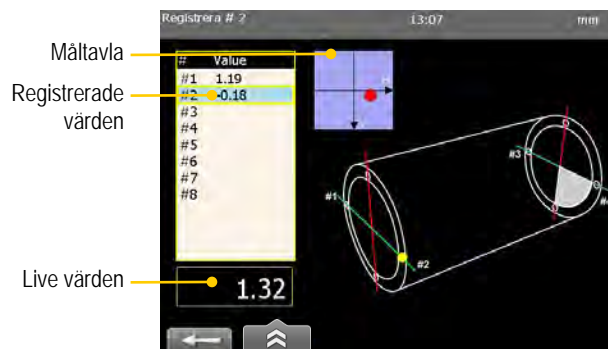 Registrera # 2 13:07 mm
Måltavla
# Value
#1 1.19
Registrerade värden
#2 -0.18
#3
#4
#5
#6
#7
#8
H
#3
#1
#2
Live värden
1.32